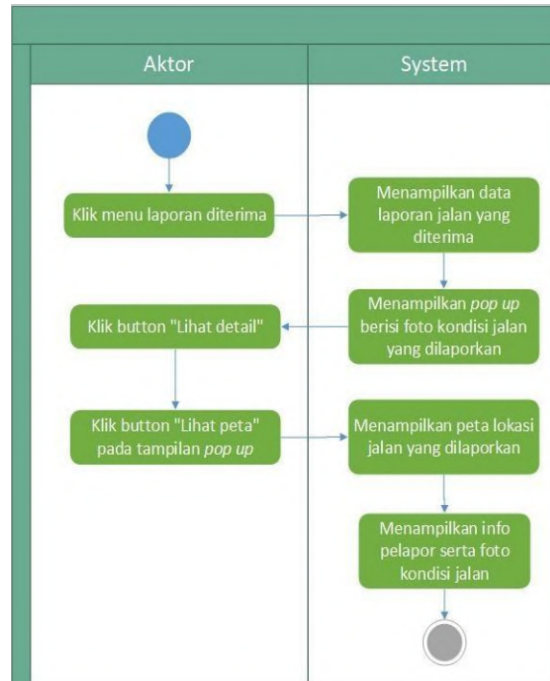 Aktor
System
Klik menu laporan diterima
Menampilkan data
laporan jalan yang
diterima
Menampilkan pop up
berisi foto kondisi jalan
yang dilaporkan
Klik button "Lihat detail"
Klik button "Lihat peta"
pada tampilan pop up
Menampilkan peta lokasi
jalan yang dilaporkan
Menampilkan info
pelapor serta foto
kondisi jalan